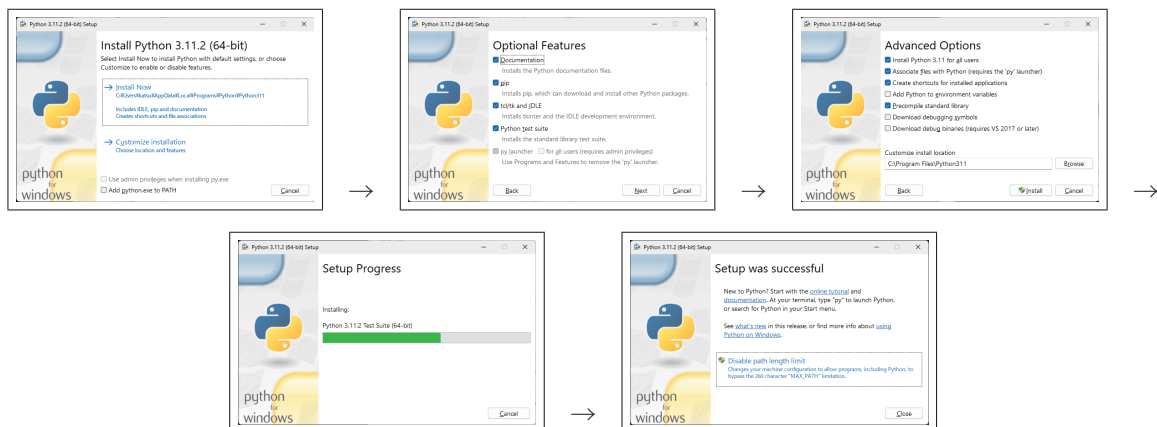 Python 3.11.2 (64-bit) Setup
Install Python 3.11.2 (64-bit)
Select Install Now to install Python with default settings, or choose
Customize to enable or disable features.
→ Install Now
C:¥Users¥katsu¥AppData¥Local¥Programs¥Python¥Python311
Includes IDLE, pip and documentation
Creates shortcuts and file associations
→ Customize installation
Choose location and features
Use admin privileges when installing py.exe
Add python.exe to PATH
Cancel
python
for
windows
→
Python 3.11.2 (64-bit) Setup
Optional Features
Documentation
Installs the Python documentation files.
pip
Installs pip, which can download and install other Python packages.
tcl/tk and IDLE
Installs tkinter and the IDLE development environment.
Python test suite
Installs the standard library test suite.
py launcher for all users (requires admin privileges)
Use Programs and Features to remove the 'py' launcher.
Back Next Cancel
python
for
windows
→
Python 3.11.2 (64-bit) Setup
Advanced Options
Install Python 3.11 for all users
Associate files with Python (requires the 'py' launcher)
Create shortcuts for installed applications
Add Python to environment variables
Precompile standard library
Download debugging symbols
Download debug binaries (requires VS 2017 or later)
Customize install location
C:\Program Files\Python311 Browse
Back Install Cancel
python
for
windows
→
Python 3.11.2 (64-bit) Setup
Setup Progress
Installing:
Python 3.11.2 Test Suite (64-bit)
Cancel
python
for
windows
→
Python 3.11.2 (64-bit) Setup
Setup was successful
New to Python? Start with the online tutorial and
documentation. At your terminal, type "py" to launch Python,
or search for Python in your Start menu.
See what's new in this release, or find more info about using
Python on Windows.
Disable path length limit
Changes your machine configuration to allow programs, including Python, to
bypass the 260 character "MAX_PATH" limitation.
Close
python
for
windows